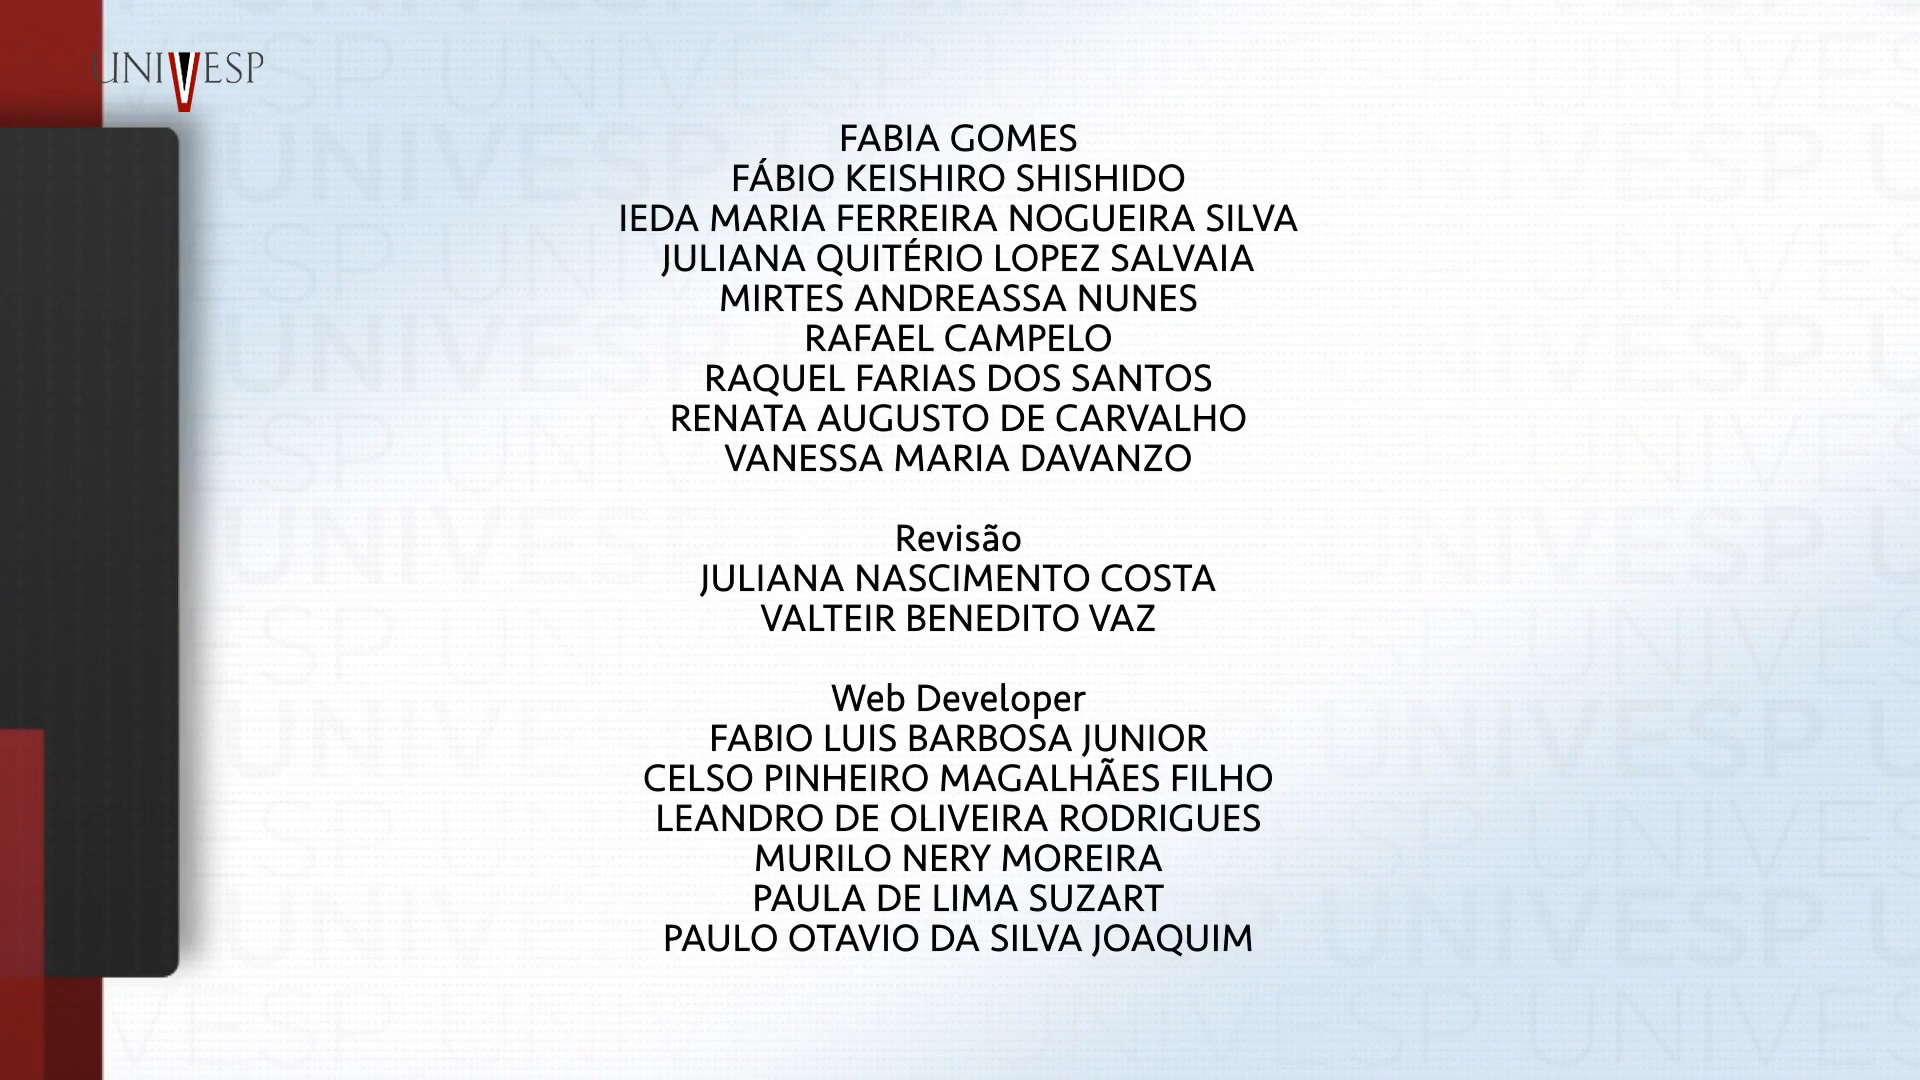 UNIVESP
FABIA GOMES
FÁBIO KEISHIRO SHISHIDO
IEDA MARIA FERREIRA NOGUEIRA SILVA
JULIANA QUITÉRIO LOPEZ SALVAIA
MIRTES ANDREASSA NUNES
RAFAEL CAMPELO
RAQUEL FARIAS DOS SANTOS
RENATA AUGUSTO DE CARVALHO
VANESSA MARIA DAVANZO
Revisão
JULIANA NASCIMENTO COSTA
VALTEIR BENEDITO VAZ
Web Developer
FABIO LUIS BARBOSA JUNIOR
CELSO PINHEIRO MAGALHÃES FILHO
LEANDRO DE OLIVEIRA RODRIGUES
MURILO NERY MOREIRA
PAULA DE LIMA SUZART
PAULO OTAVIO DA SILVA JOAQUIM